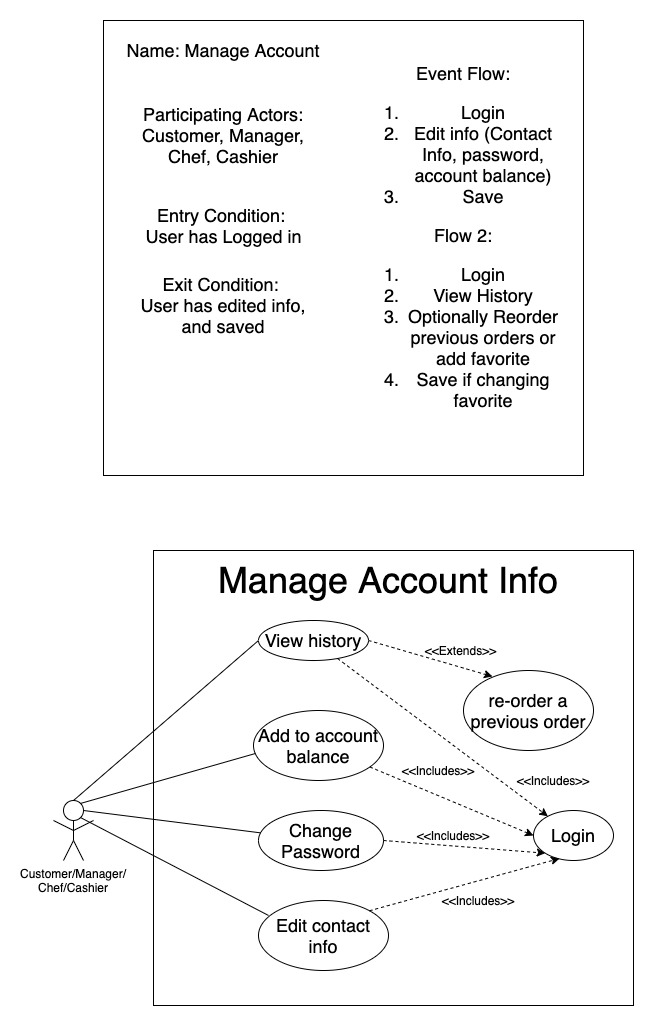 Name: Manage Account
Participating Actors:
Customer, Manager,
Chef, Cashier
Entry Condition:
User has Logged in
Exit Condition:
User has edited info,
and saved
Event Flow:
1. Login
2. Edit info (Contact
Info, password,
account balance)
3. Save
Flow 2:
1. Login
2. View History
3. Optionally Reorder
previous orders or
add favorite
4. Save if changing
favorite
Manage Account Info
View history
<<Extends>>
re-order a
previous order
Add to account
balance
<<Includes>>
<<Includes>>
Change
Password
<<Includes>>
Login
Customer/Manager/
Chef/Cashier
Edit contact
info
<<Includes>>